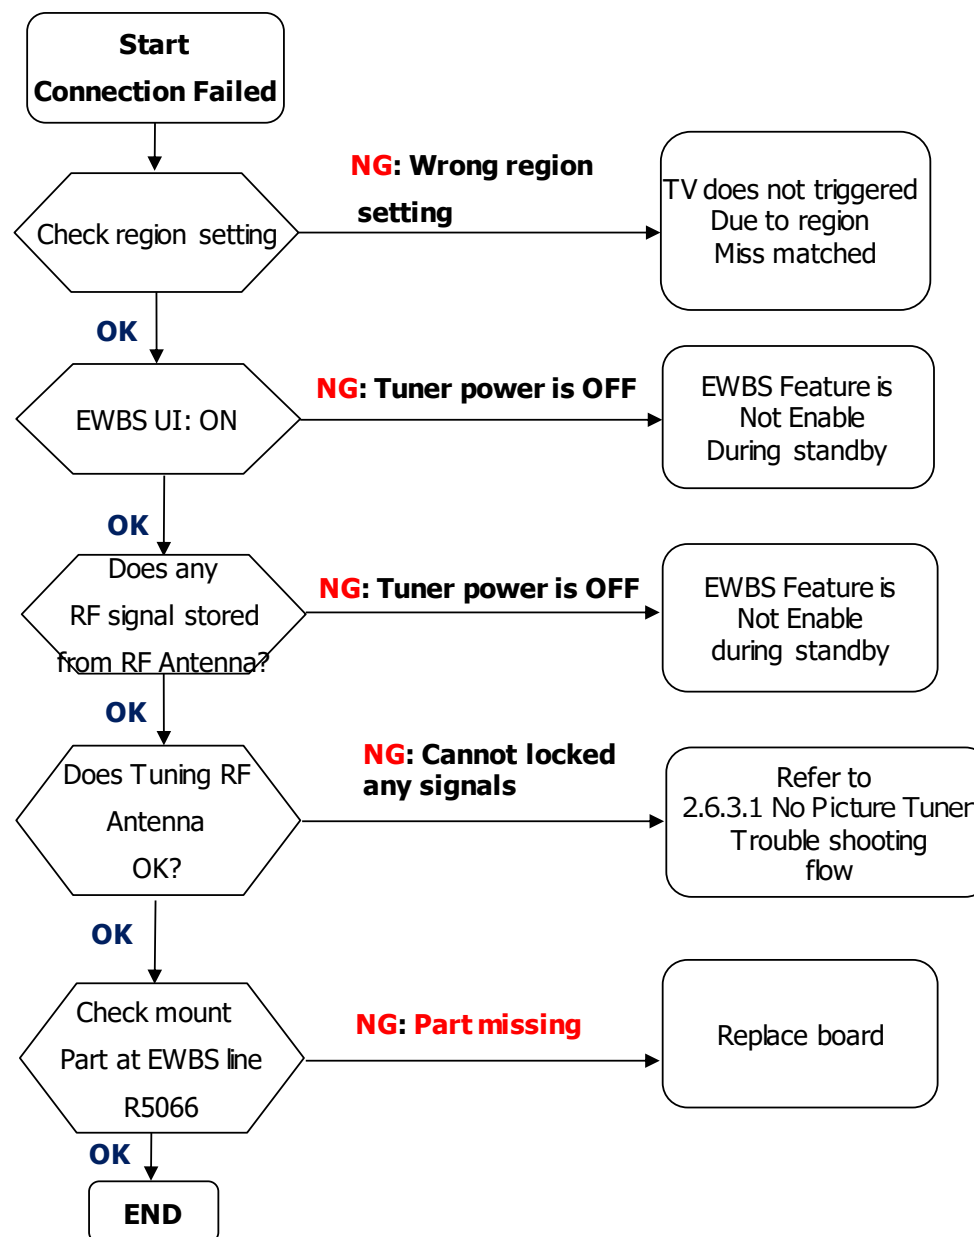 Start
Connection Failed
NG: Wrong region
setting
TV does not triggered
Due to region
Miss matched
Check region setting
OK
EWBS UI: ON
NG: Tuner power is OFF
EWBS Feature is
Not Enable
During standby
OK
Does any
RF signal stored
from RF Antenna?
NG: Tuner power is OFF
EWBS Feature is
Not Enable
during standby
OK
Does Tuning RF
Antenna
OK?
NG: Cannot locked
any signals
Refer to
2.6.3.1 No Picture Tuner
Trouble shooting
flow
OK
Check mount
Part at EWBS line
R5066
NG: Part missing
Replace board
OK
END